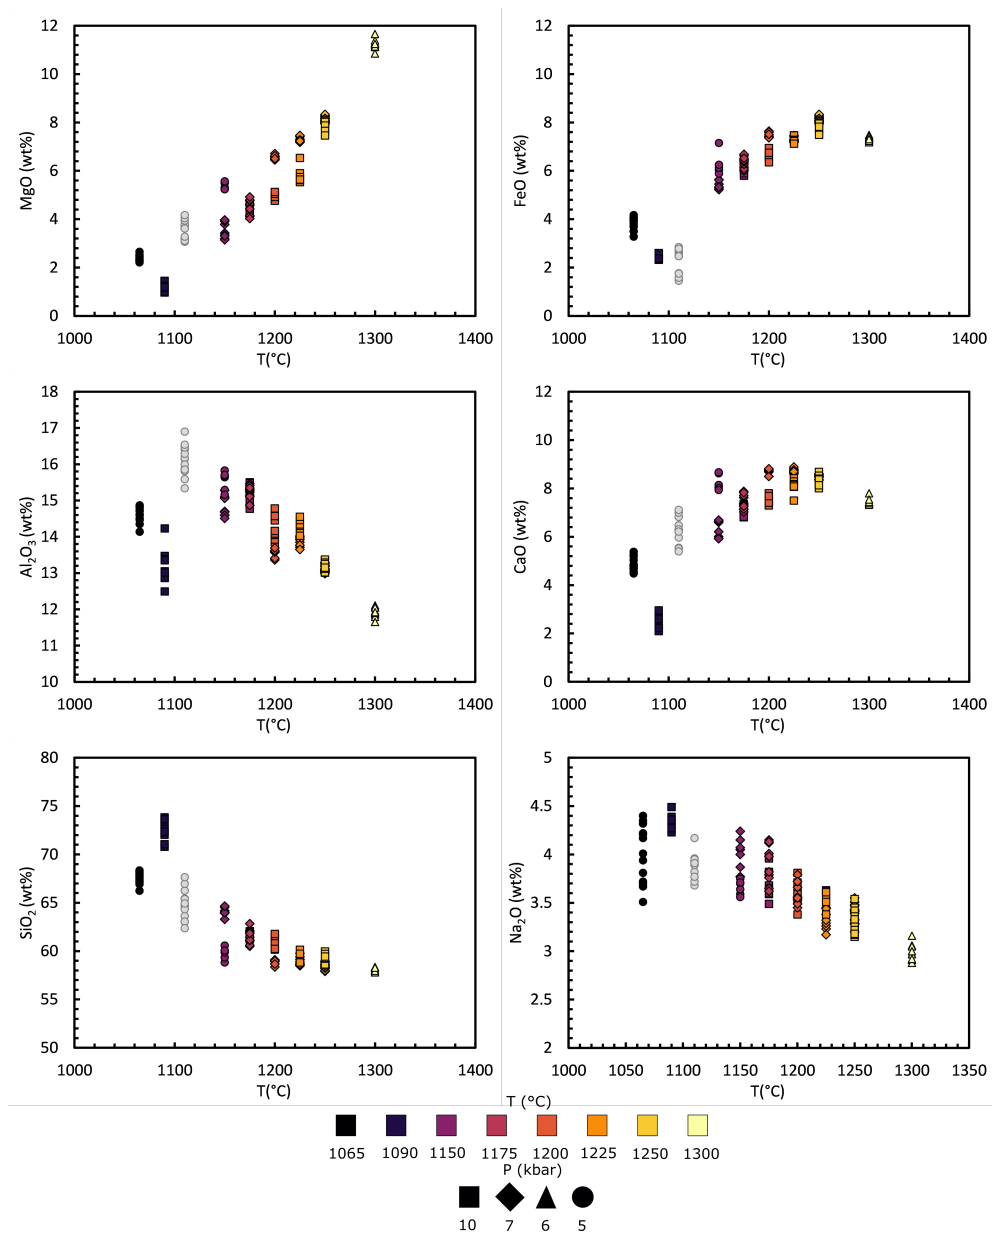 12
10
8
6
4
2
0
MgO (wt%)
1000 1100 1200 1300 1400
T(°C)
12
10
8
6
4
2
0
FeO (wt%)
1000 1100 1200 1300 1400
T(°C)
18
17
16
15
14
13
12
11
10
Al2O3 (wt%)
1000 1100 1200 1300 1400
T(°C)
12
10
8
6
4
2
0
CaO (wt%)
1000 1100 1200 1300 1400
T(°C)
80
75
70
65
60
55
50
SiO2 (wt%)
1000 1100 1200 1300 1400
T(°C)
5
4.5
4
3.5
3
2.5
2
Na2O (wt%)
1000 1050 1100 1150 1200 1250 1300 1350
T(°C)
T (°C)
1065 1090 1150 1175 1200 1225 1250 1300
P (kbar)
10 7 6 5